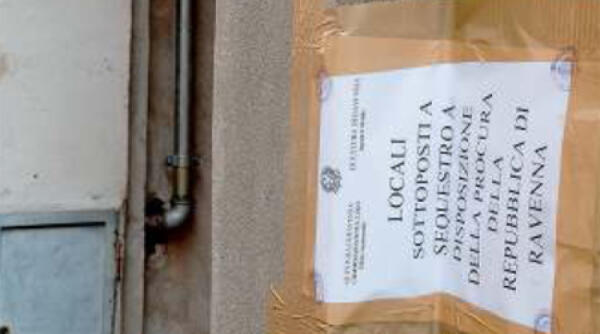 LOCALI
SOTTOPOSTI A
SEQUESTRO A
DISPOSIZIONE
DELLA PROCURA
DELLA
REPUBBLICA DI
RAVENNA